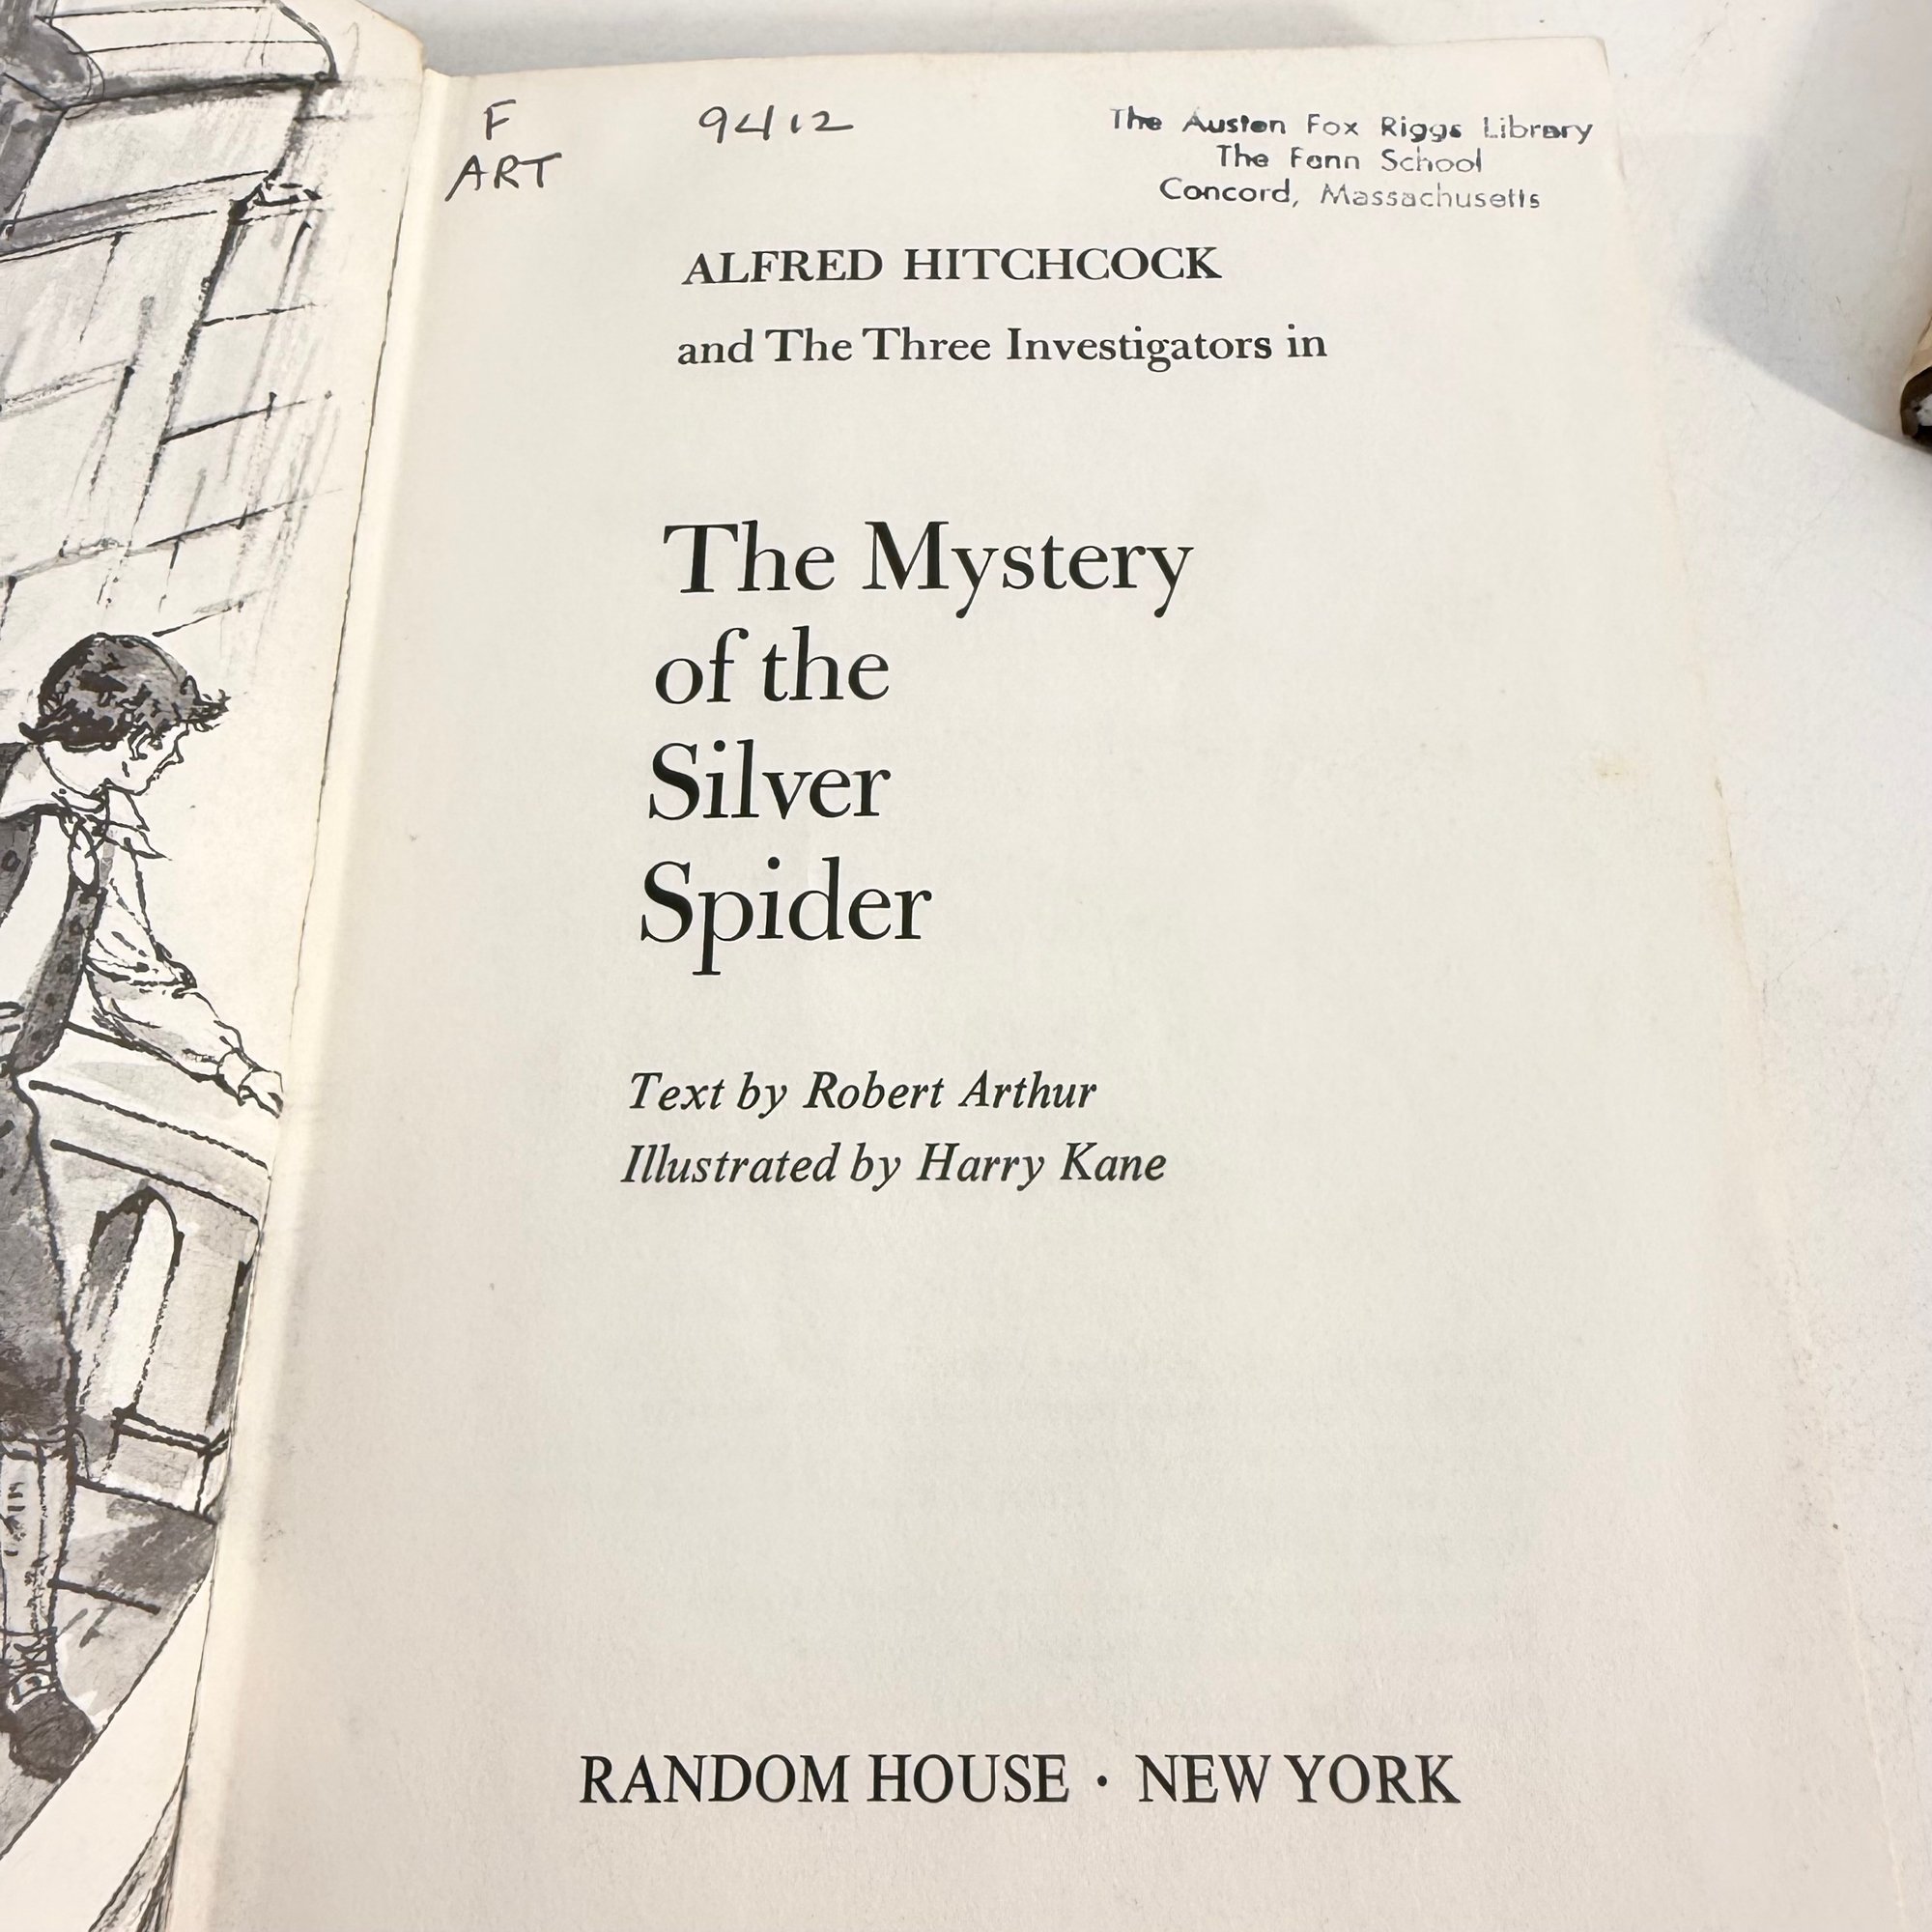 F
ART
9412
The Austen Fox Riggs Library
The Fenn School
Concord, Massachusetts
ALFRED HITCHCOCK
and The Three Investigators in
The Mystery
of the
Silver
Spider
Text by Robert Arthur
Illustrated by Harry Kane
RANDOM HOUSE · NEW YORK